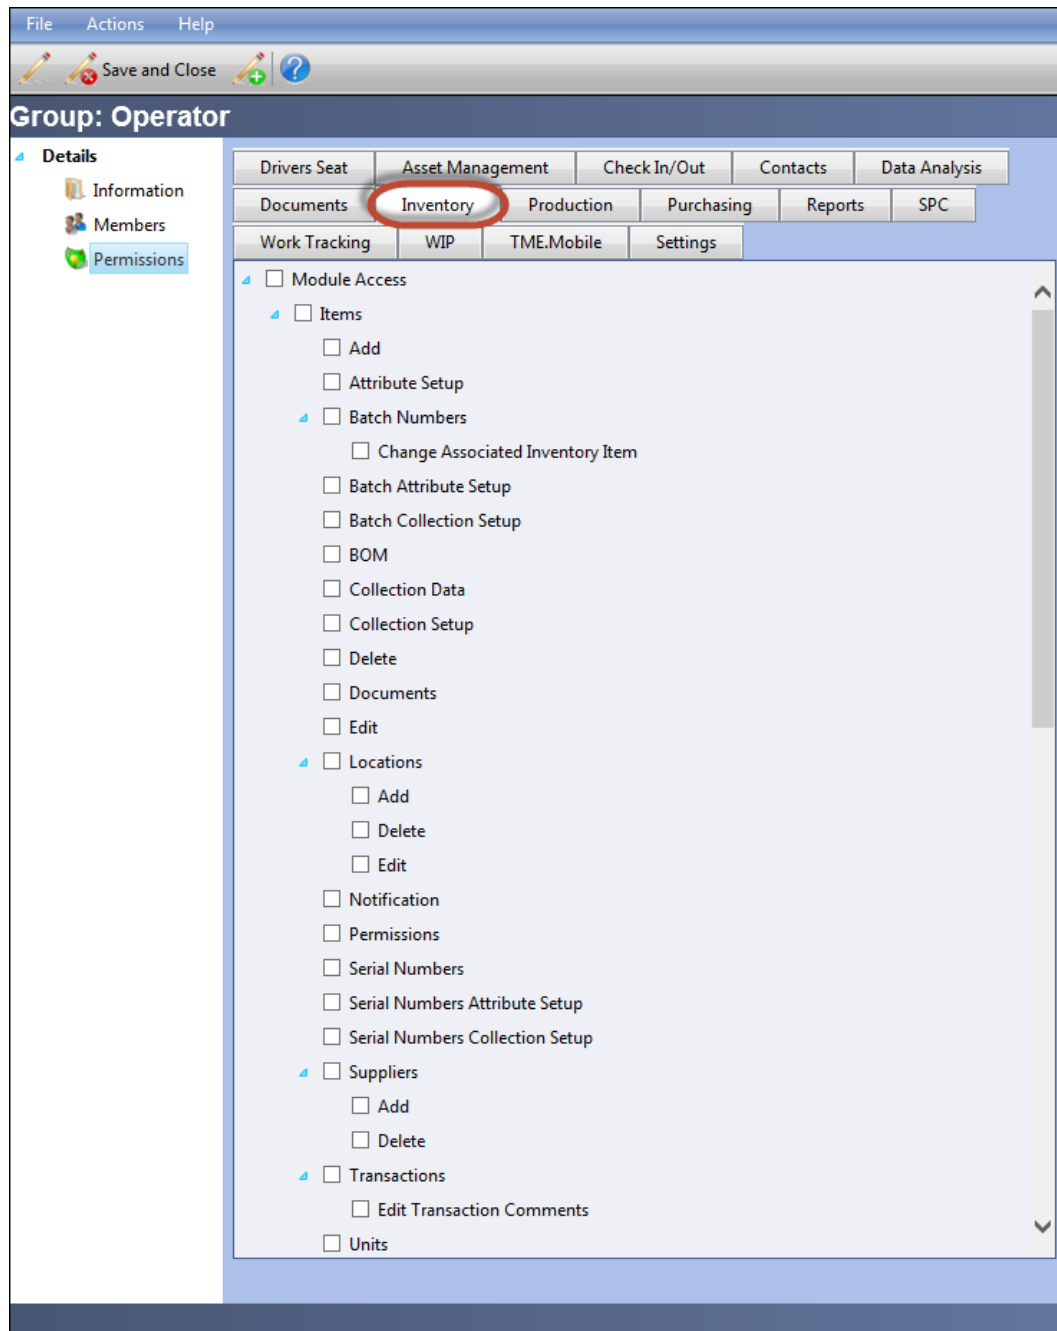 File Actions Help
Save and Close
Group: Operator
Details
Information
Members
Permissions
Drivers Seat Asset Management Check In/Out Contacts Data Analysis
Documents Inventory Production Purchasing Reports SPC
Work Tracking WIP TME.Mobile Settings
Module Access
Items
Add
Attribute Setup
Batch Numbers
Change Associated Inventory Item
Batch Attribute Setup
Batch Collection Setup
BOM
Collection Data
Collection Setup
Delete
Documents
Edit
Locations
Add
Delete
Edit
Notification
Permissions
Serial Numbers
Serial Numbers Attribute Setup
Serial Numbers Collection Setup
Suppliers
Add
Delete
Transactions
Edit Transaction Comments
Units